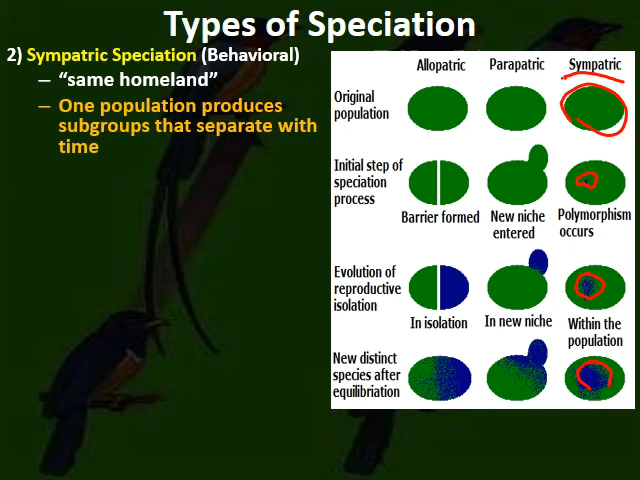 Types of Speciation
2) Sympatric Speciation (Behavioral)
– “same homeland”
– One population produces
subgroups that separate with
time
Allopatric Parapatric Sympatric
Original
population
Initial step of
speciation
process
Barrier formed
New niche
entered
Polymorphism
occurs
Evolution of
reproductive
isolation
In isolation
In new niche
Within the
population
New distinct
species after
equilibriation